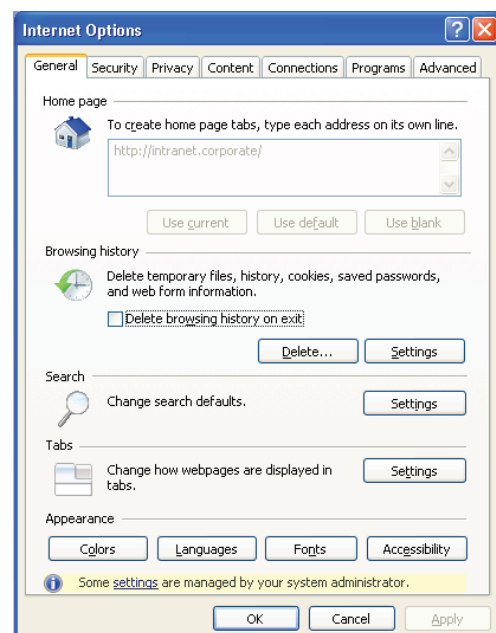 Internet Options
General Security Privacy Content Connections Programs Advanced
Home page
To create home page tabs, type each address on its own line.
http://intranet.corporate/
Use current Use default Use blank
Browsing history
Delete temporary files, history, cookies, saved passwords,
and web form information.
Delete browsing history on exit
Delete... Settings
Search
Change search defaults. Settings
Tabs
Change how webpages are displayed in Settings
tabs.
Appearance
Colors Languages Fonts Accessibility
Some settings are managed by your system administrator.
OK Cancel Apply